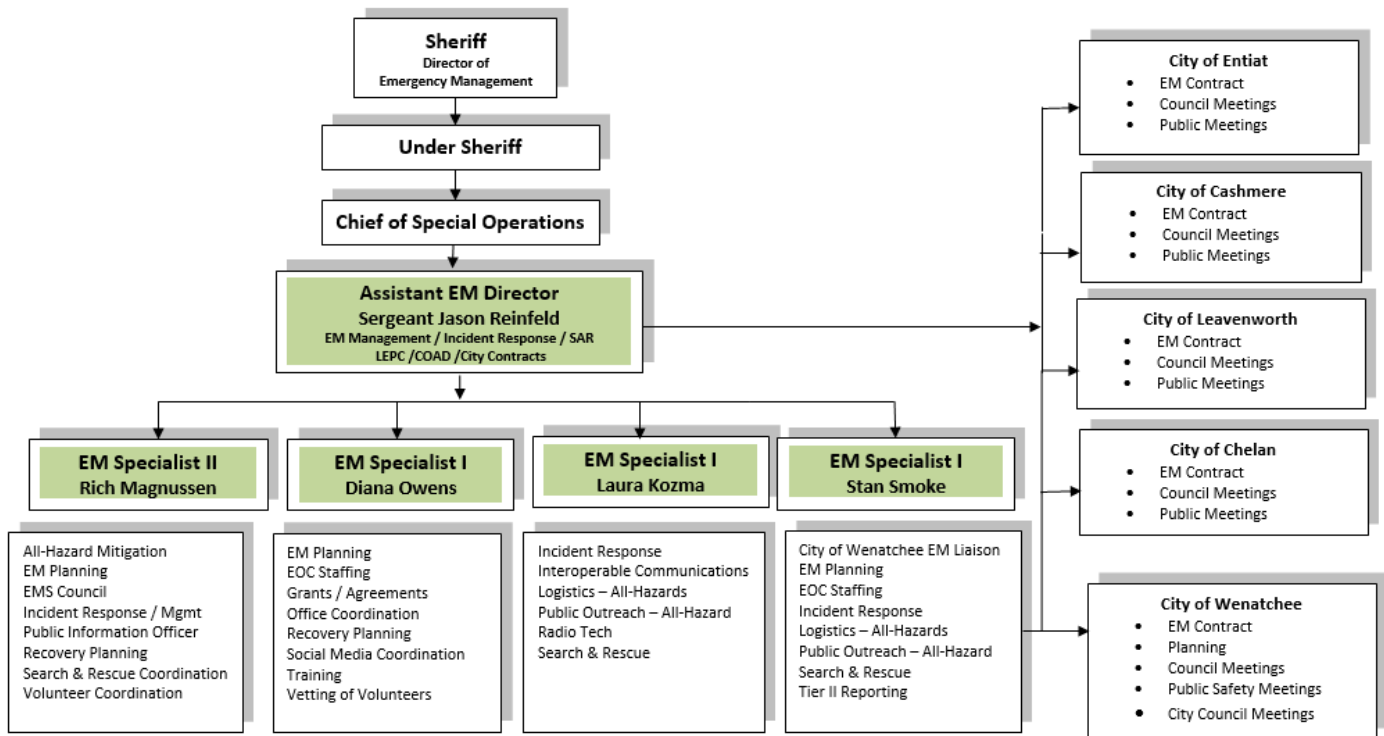 Sheriff
Director of
Emergency Management
Under Sheriff
Chief of Special Operations
Assistant EM Director
Sergeant Jason Reinfeld
EM Management / Incident Response / SAR
LEPC /COAD /City Contracts
EM Specialist II
Rich Magnussen
EM Specialist I
Diana Owens
EM Specialist I
Laura Kozma
EM Specialist I
Stan Smoke
All-Hazard Mitigation
EM Planning
EMS Council
Incident Response / Mgmt
Public Information Officer
Recovery Planning
Search & Rescue Coordination
Volunteer Coordination
EM Planning
EOC Staffing
Grants / Agreements
Office Coordination
Recovery Planning
Social Media Coordination
Training
Vetting of Volunteers
Incident Response
Interoperable Communications
Logistics – All-Hazards
Public Outreach – All-Hazard
Radio Tech
Search & Rescue
City of Wenatchee EM Liaison
EM Planning
EOC Staffing
Incident Response
Logistics – All-Hazards
Public Outreach – All-Hazard
Search & Rescue
Tier II Reporting
City of Entiat
• EM Contract
• Council Meetings
• Public Meetings
City of Cashmere
• EM Contract
• Council Meetings
• Public Meetings
City of Leavenworth
• EM Contract
• Council Meetings
• Public Meetings
City of Chelan
• EM Contract
• Council Meetings
• Public Meetings
City of Wenatchee
• EM Contract
• Planning
• Council Meetings
• Public Safety Meetings
• City Council Meetings